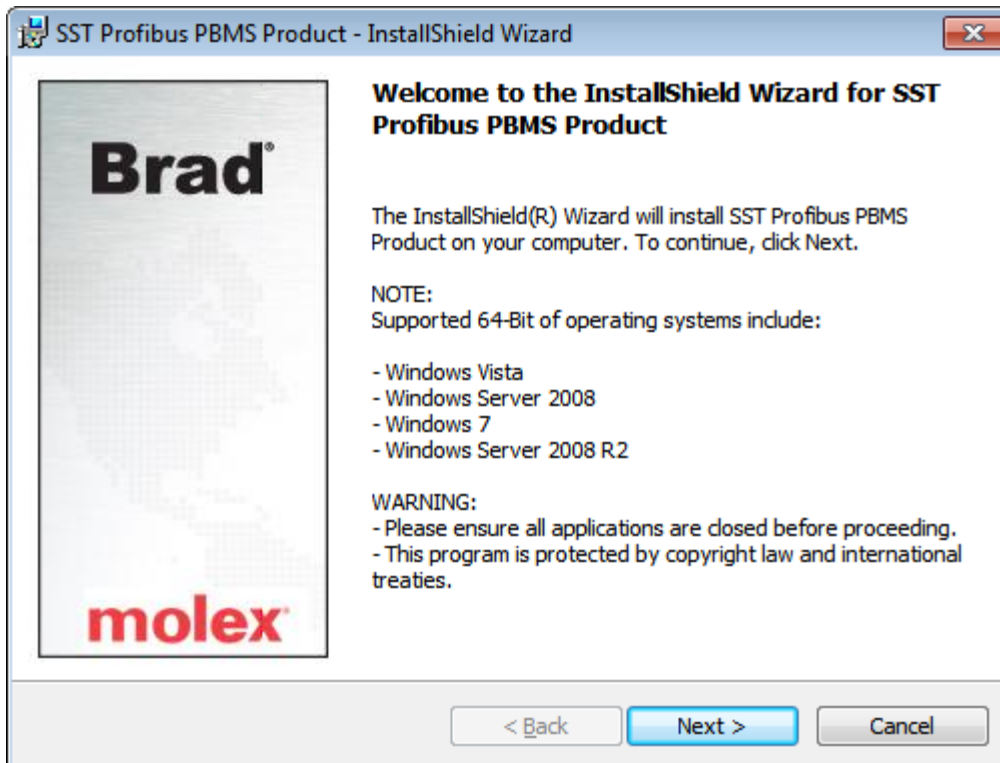 SST Profibus PBMS Product - InstallShield Wizard
Brad®
molex
Welcome to the InstallShield Wizard for SST
Profibus PBMS Product
The InstallShield(R) Wizard will install SST Profibus PBMS
Product on your computer. To continue, click Next.
NOTE:
Supported 64-Bit of operating systems include:
- Windows Vista
- Windows Server 2008
- Windows 7
- Windows Server 2008 R2
WARNING:
- Please ensure all applications are closed before proceeding.
- This program is protected by copyright law and international
treaties.
< Back
Next >
Cancel